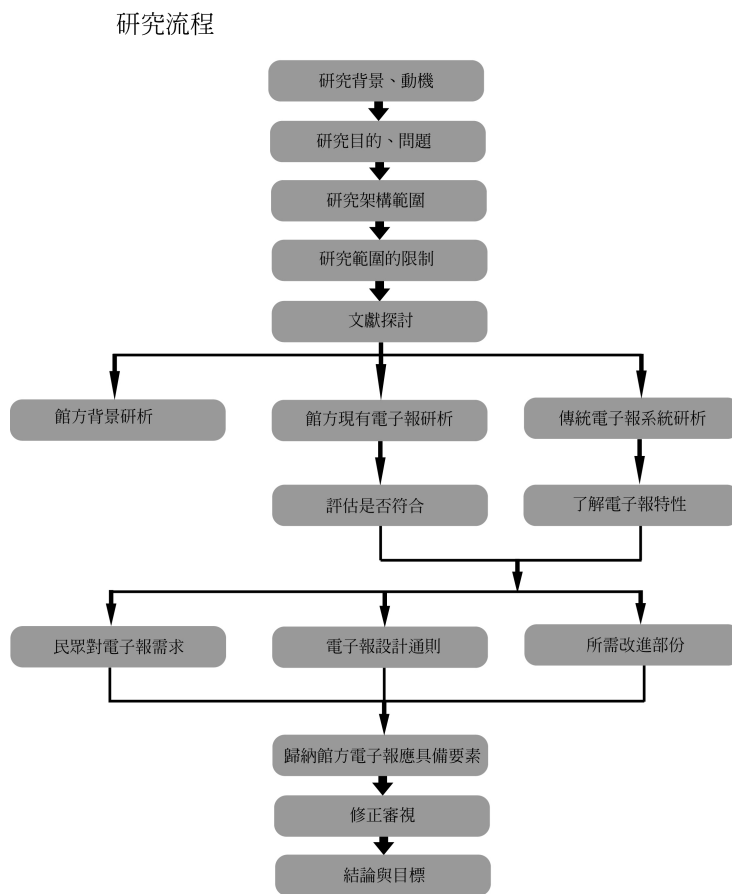 研究流程
研究背景、動機
研究目的、問題
研究架構範圍
研究範圍的限制
文獻探討
館方背景研析
館方現有電子報研析
傳統電子報系統研析
評估是否符合
了解電子報特性
民眾對電子報需求
電子報設計通則
所需改進部份
歸納館方電子報應具備要素
修正審視
結論與目標